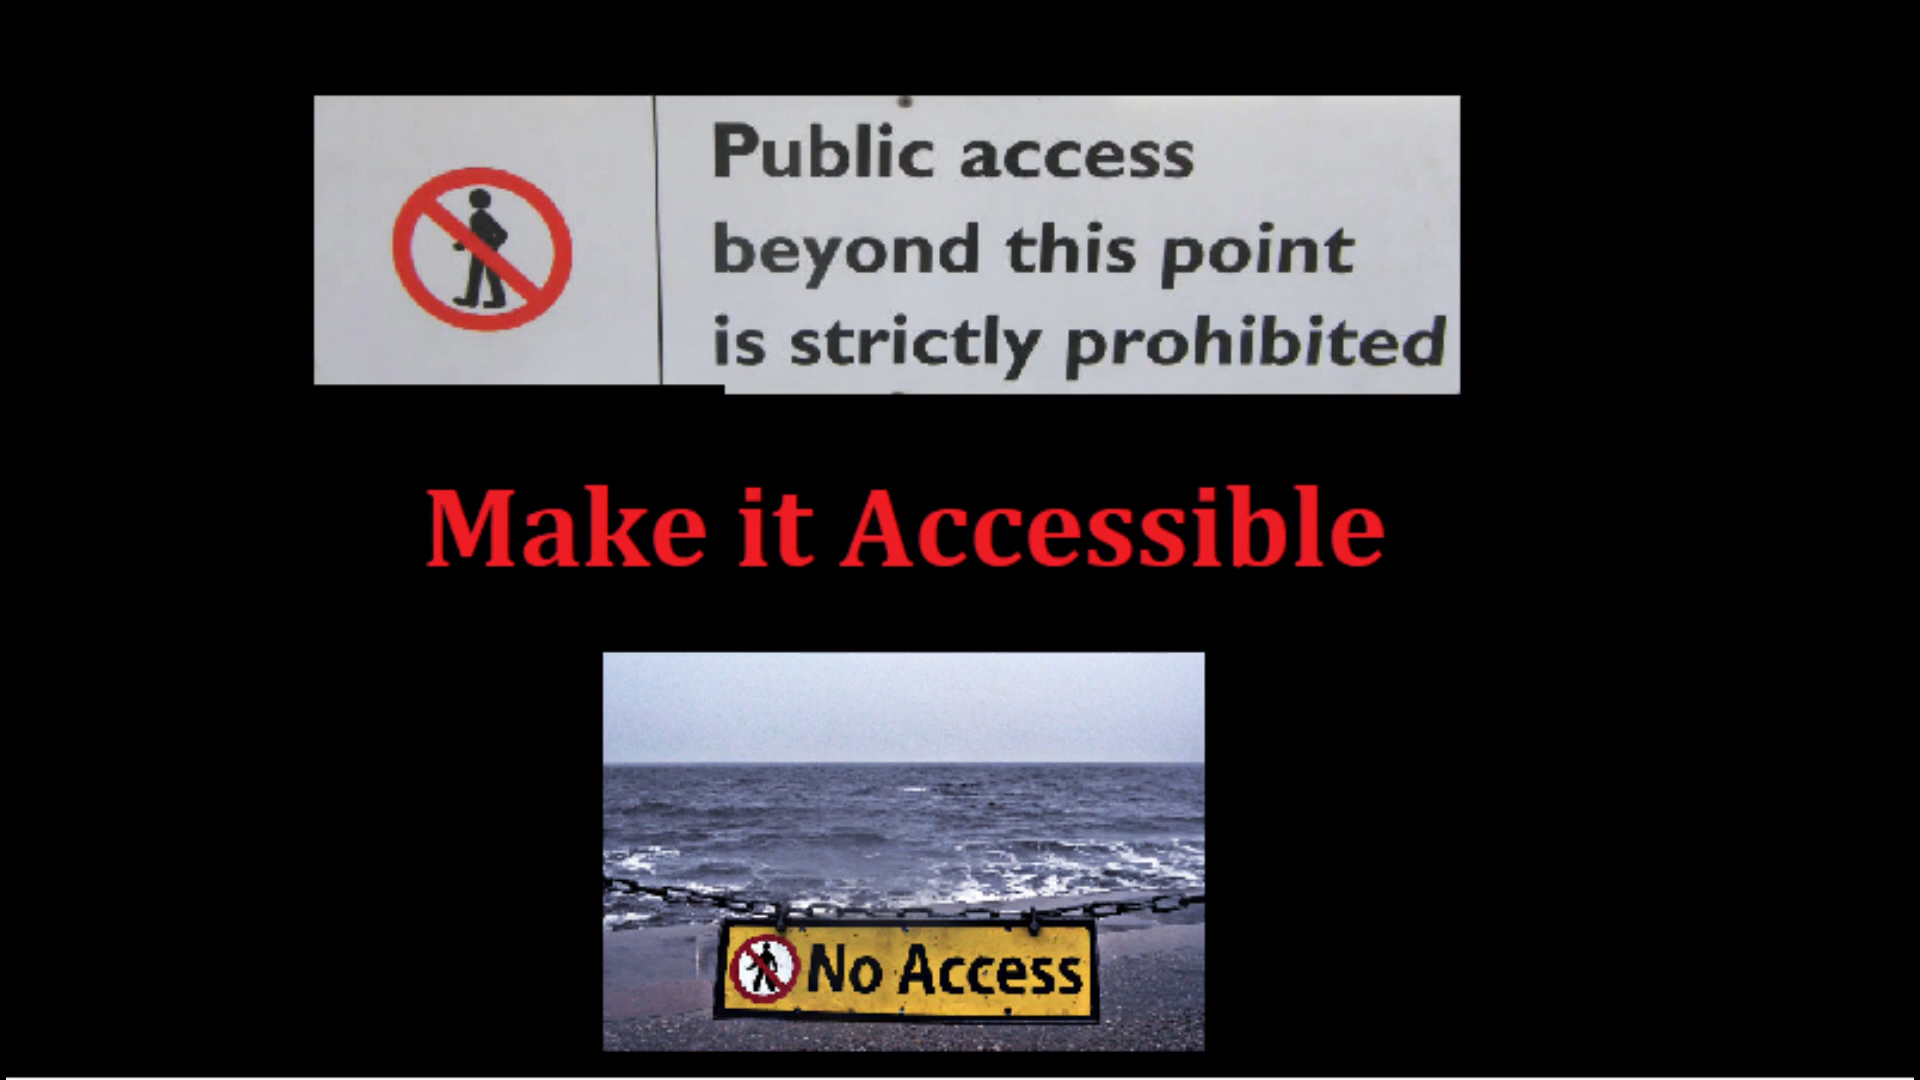 Public access
beyond this point
is strictly prohibited
Make it Accessible
No Access